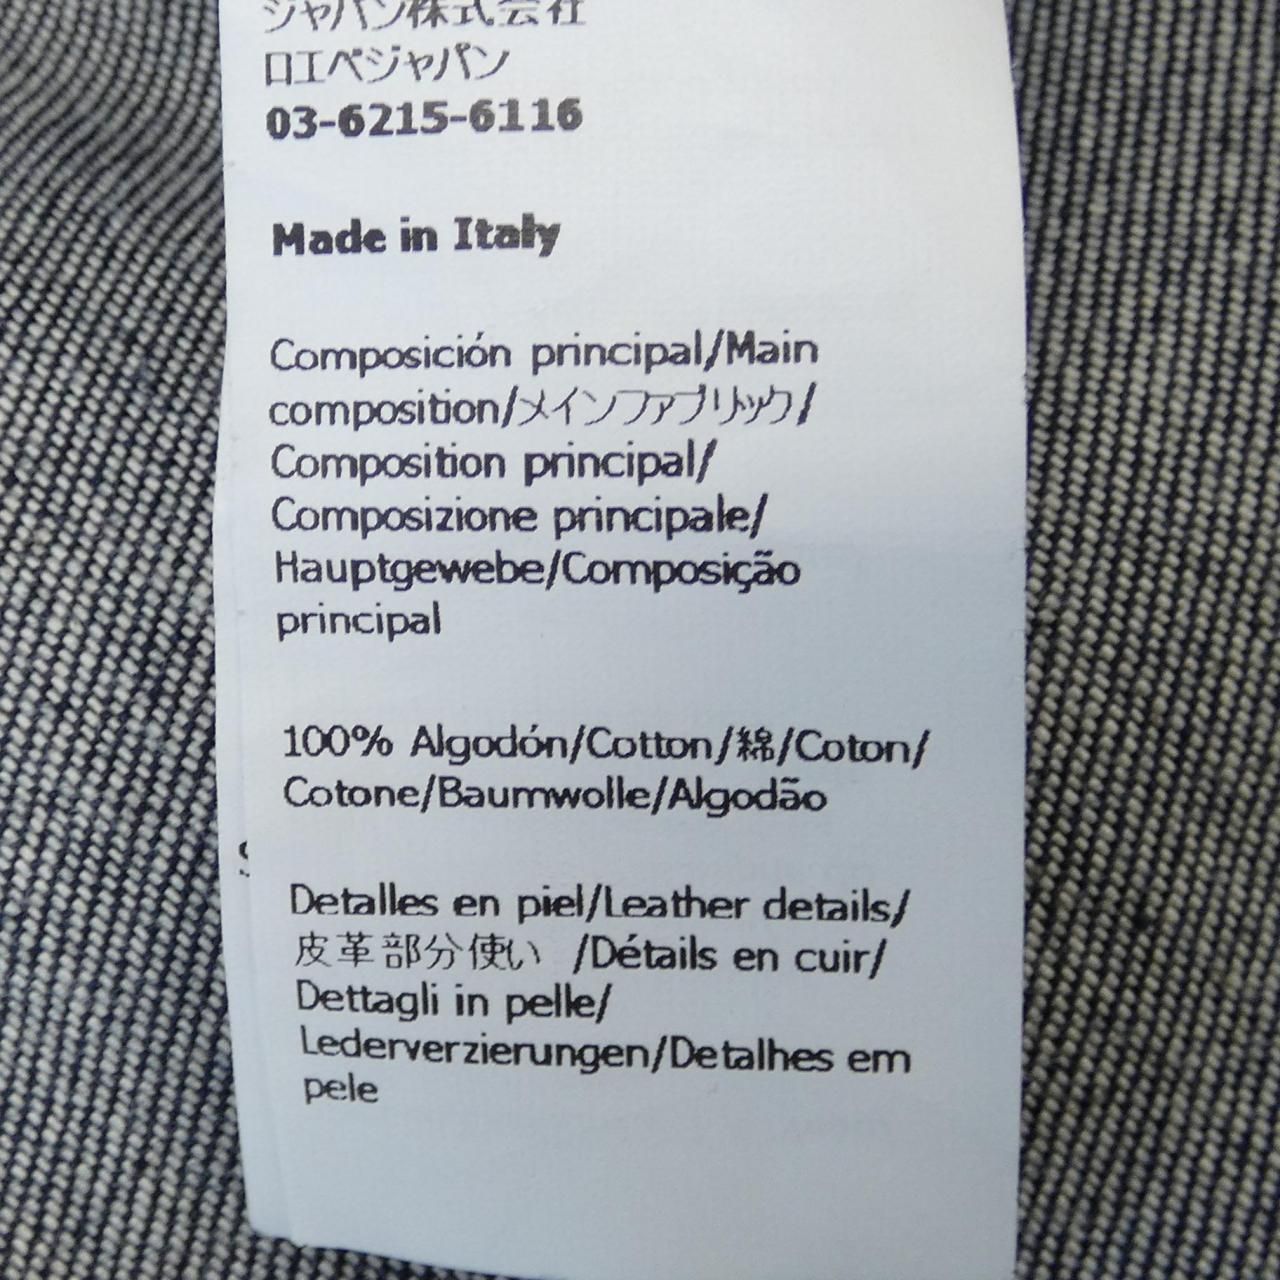 ジャパン株式会社
ロエベジャパン
03-6215-6116
Made in Italy
Composición principal/Main
composition/メインファブリック/
Composition principal/
Composizione principale/
Hauptgewebe/Composição
principal
100% Algodón/Cotton/綿/Coton/
Cotone/Baumwolle/Algodão
Detalles en piel/Leather details/
皮革部分使い /Détails en cuir/
Dettagli in pelle/
Lederverzierungen/Detalhes em
pele